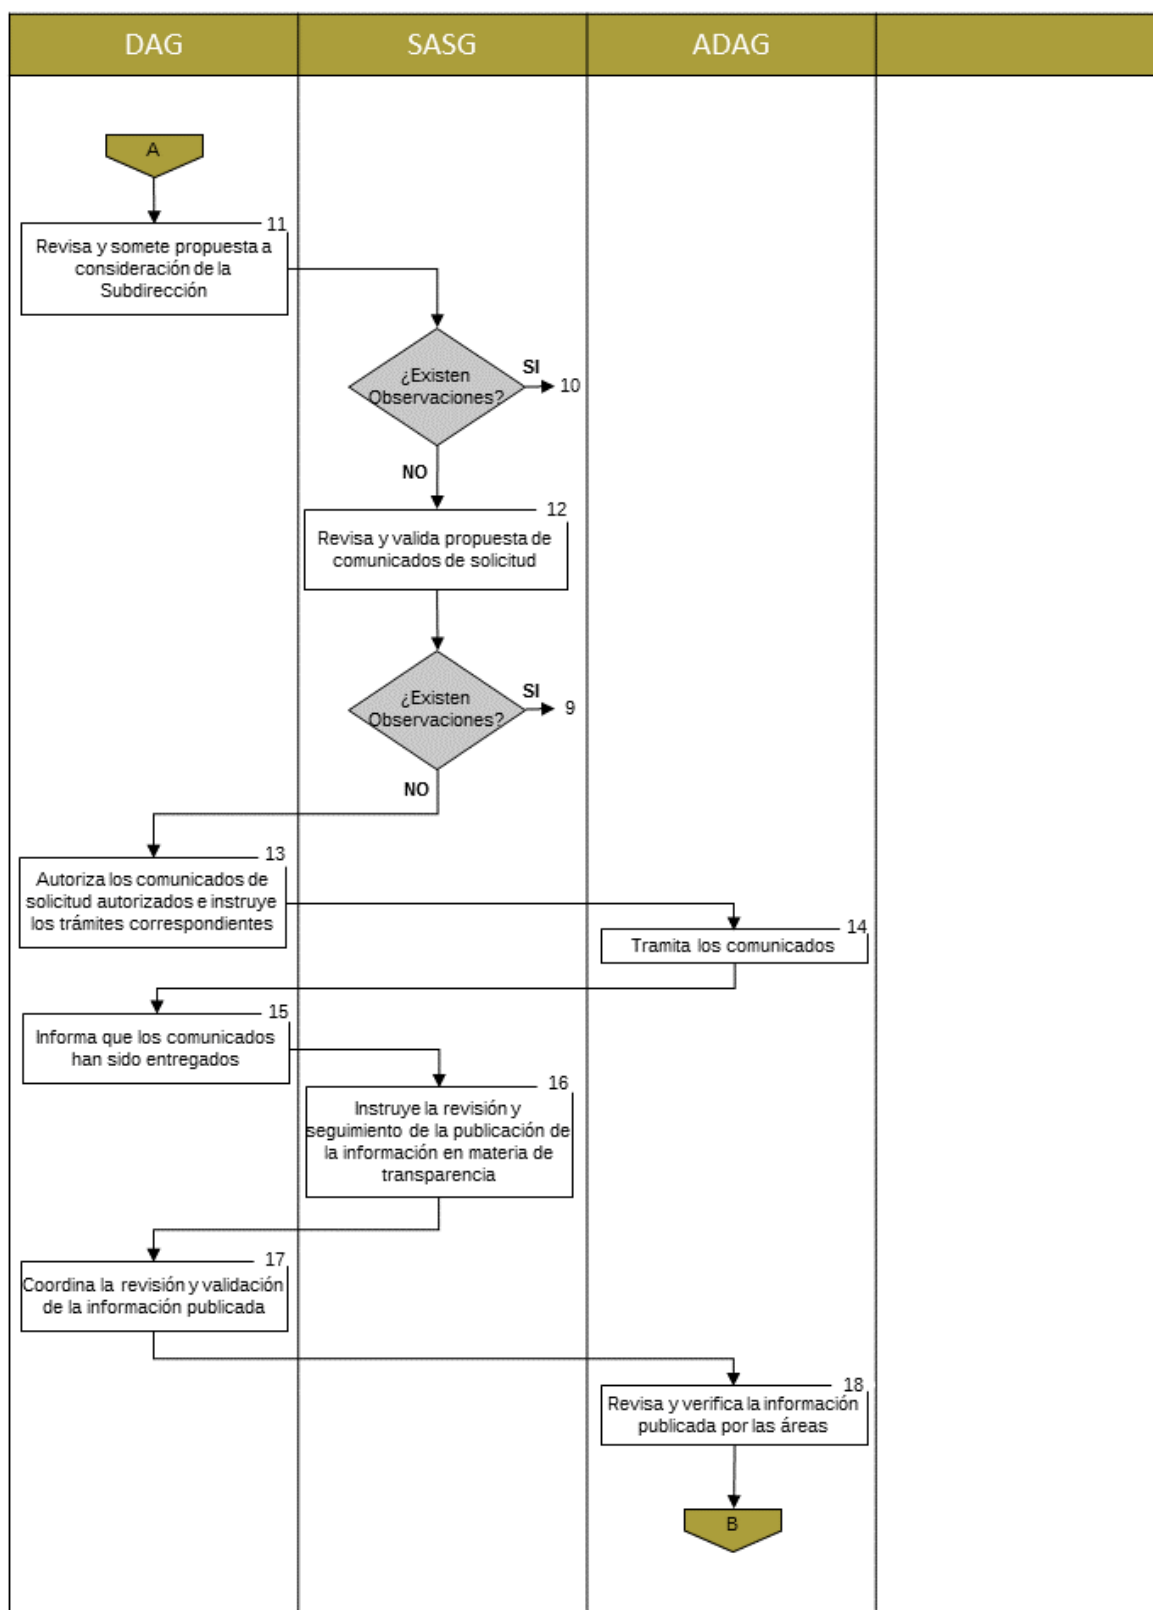 DAG
SASG
ADAG
A
11
Revisa y somete propuesta a
consideración de la
Subdirección
¿Existen
Observaciones?
SI
10
NO
12
Revisa y valida propuesta de
comunicados de solicitud
¿Existen
Observaciones?
SI
9
NO
13
Autoriza los comunicados de
solicitud autorizados e instruye
los trámites correspondientes
14
Tramita los comunicados
15
Informa que los comunicados
han sido entregados
16
Instruye la revisión y
seguimiento de la publicación de
la información en materia de
transparencia
17
Coordina la revisión y validación
de la información publicada
18
Revisa y verifica la información
publicada por las áreas
B